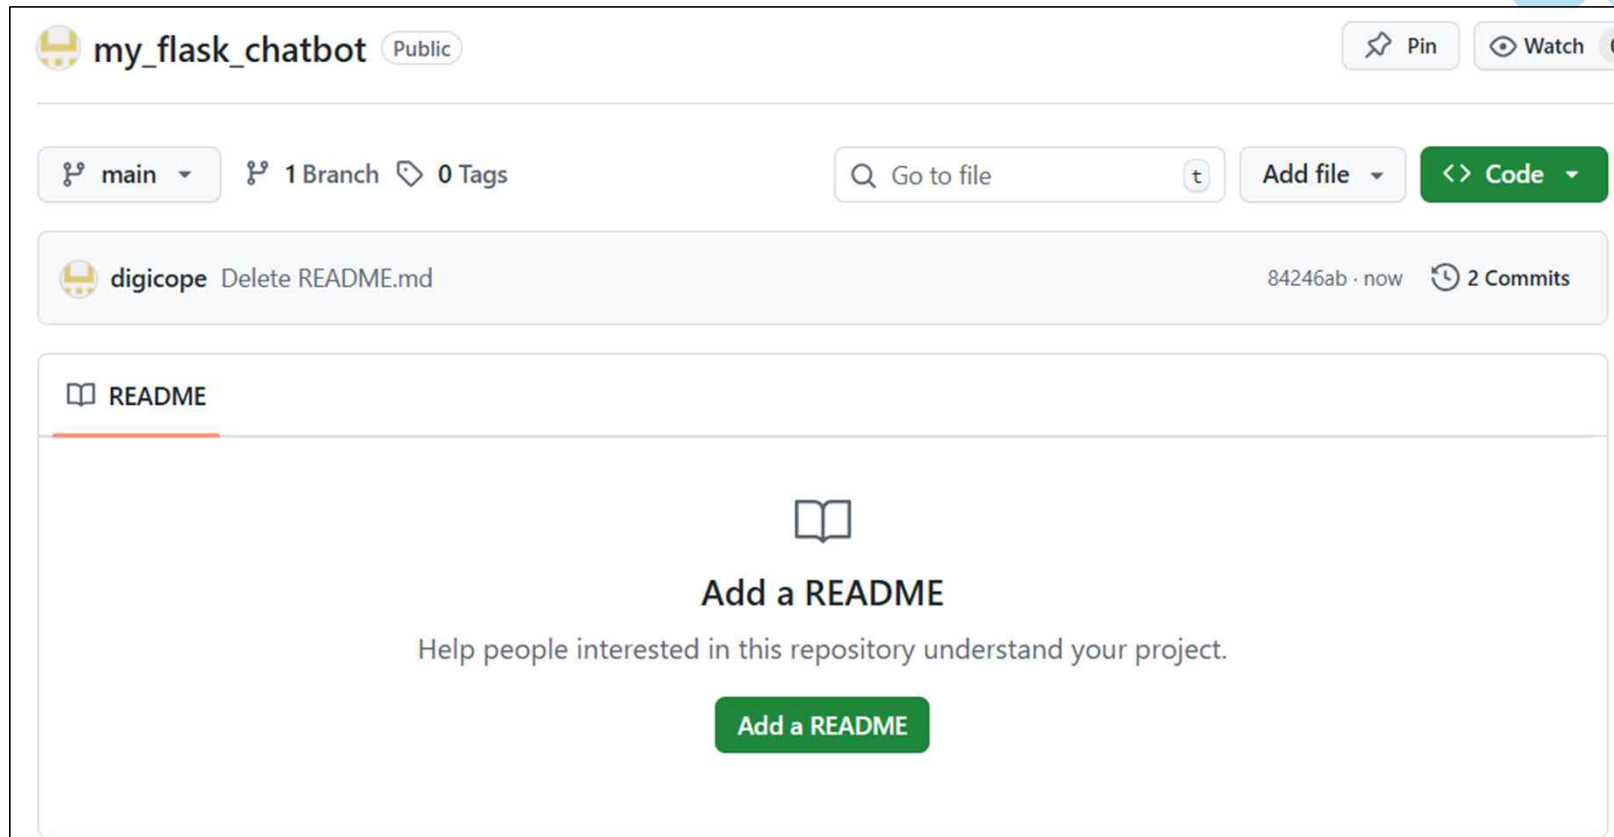 my_flask_chatbot Public Pin Watch
main 1 Branch 0 Tags Go to file t Add file Code
digicope Delete README.md 84246ab · now 2 Commits
README
Add a README
Help people interested in this repository understand your project.
Add a README